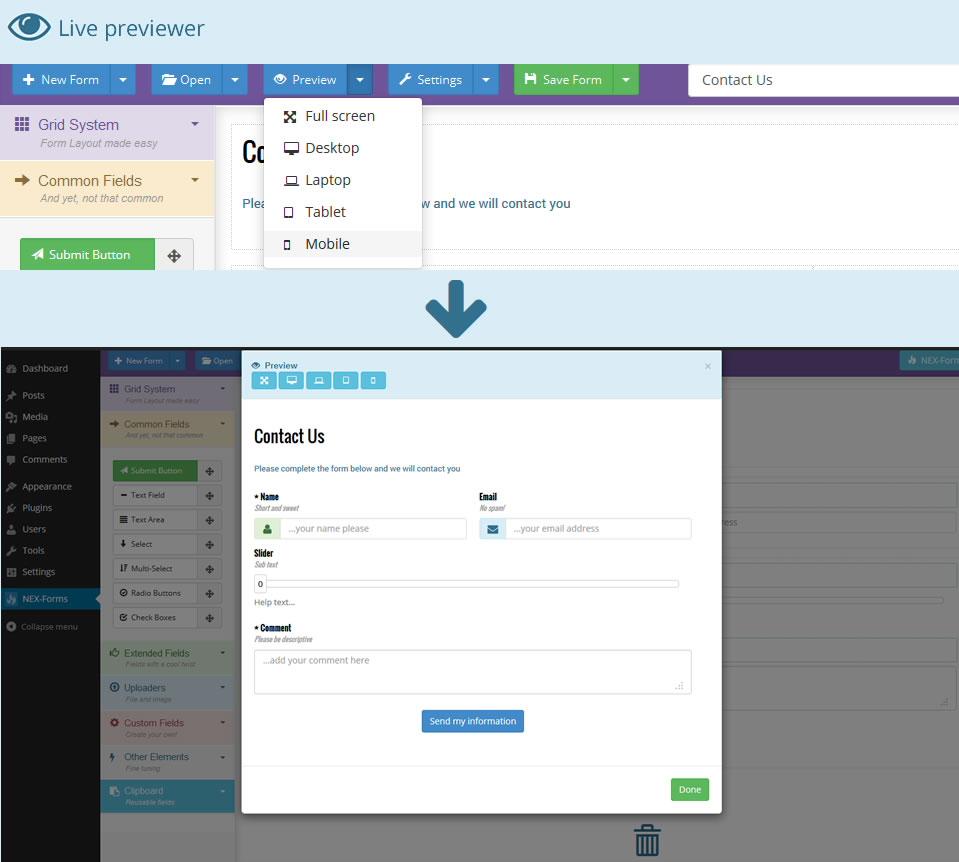 Live previewer
New Form
Open
Preview
Settings
Save Form
Contact Us
Grid System
Form Layout made easy
Common Fields
And yet, not that common
Submit Button
Full screen
Desktop
Laptop
Tablet
Mobile
Co
Plea w and we will contact you
New Form
Open
NEX-Form
Dashboard
Posts
Media
Pages
Comments
Appearance
Plugins
Users
Tools
Settings
NEX-Forms
Collapse menu
Grid System
Form Layout made easy
Common Fields
And yet, not that common
Submit Button
Text Field
Text Area
Select
Multi-Select
Radio Buttons
Check Boxes
Extended Fields
Fields with a cool twist
Uploaders
File and image
Custom Fields
Create your own!
Other Elements
Fine tuning
Clipboard
Reusable fields
Preview
×
Contact Us
Please complete the form below and we will contact you
* Name
Short and sweet
...your name please
Email
No spam!
...your email address
Slider
Sub text
0
Help text...
* Comment
Please be descriptive
...add your comment here
Send my information
Done